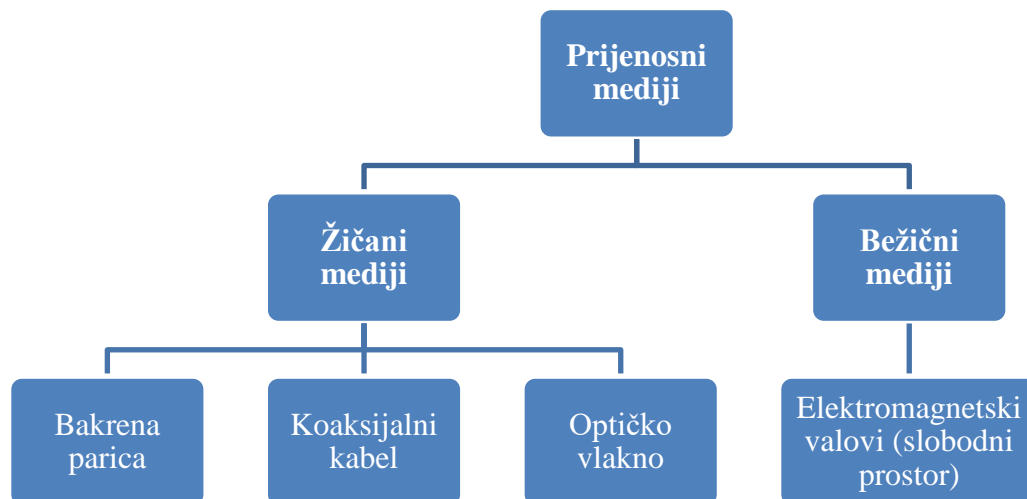 Prijenosni
mediji
Žičani
mediji
Bežični
mediji
Bakrena
parica
Koaksijalni
kabel
Optičko
vlakno
Elektromagnetski
valovi (slobodni
prostor)